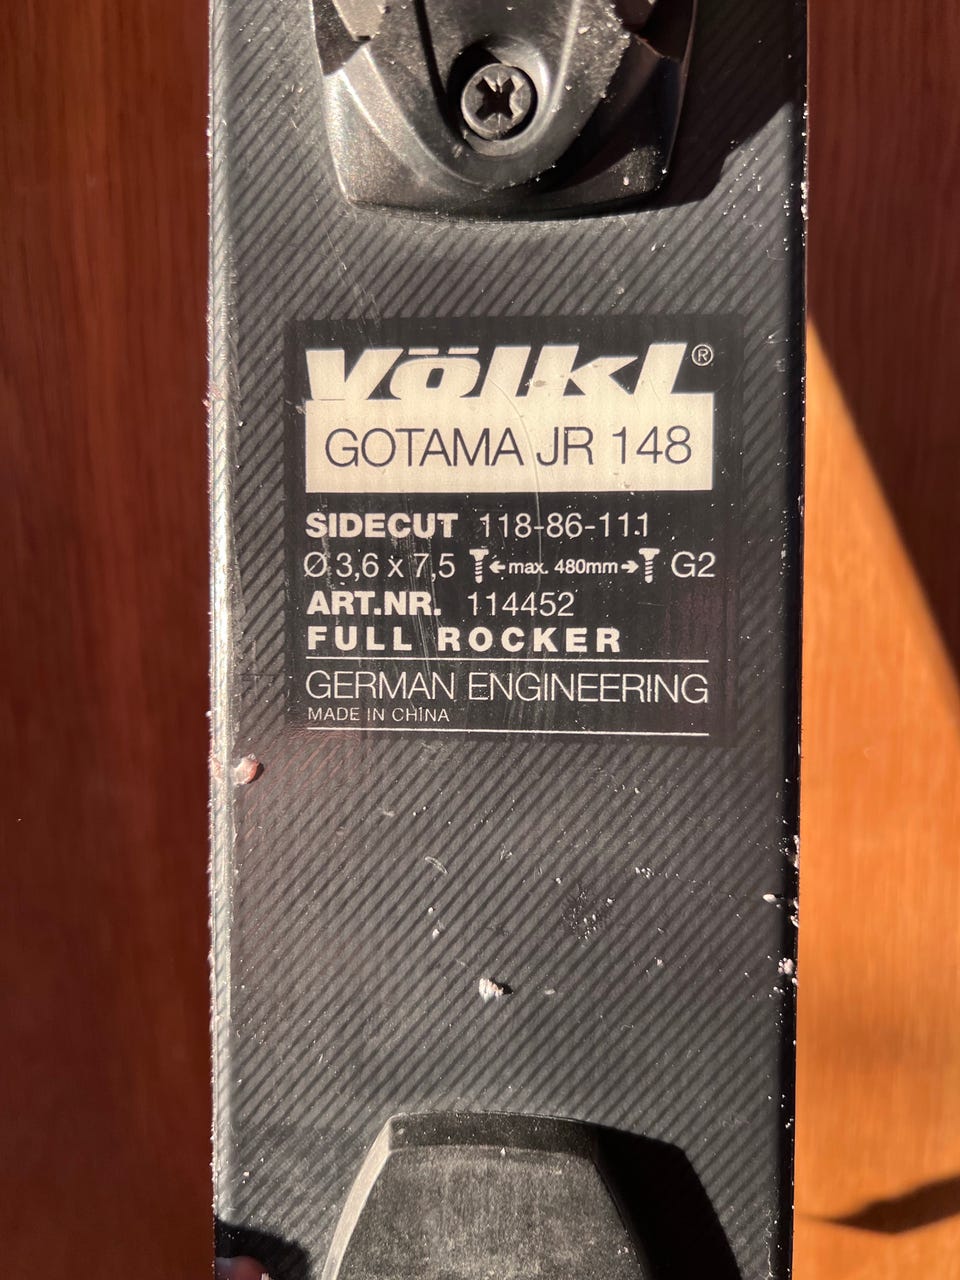 Völkl®
GOTAMA JR 148
SIDECUT 118-86-111
Ø 3,6 x 7,5 max. 480mm G2
ART.NR. 114452
FULL ROCKER
GERMAN ENGINEERING
MADE IN CHINA